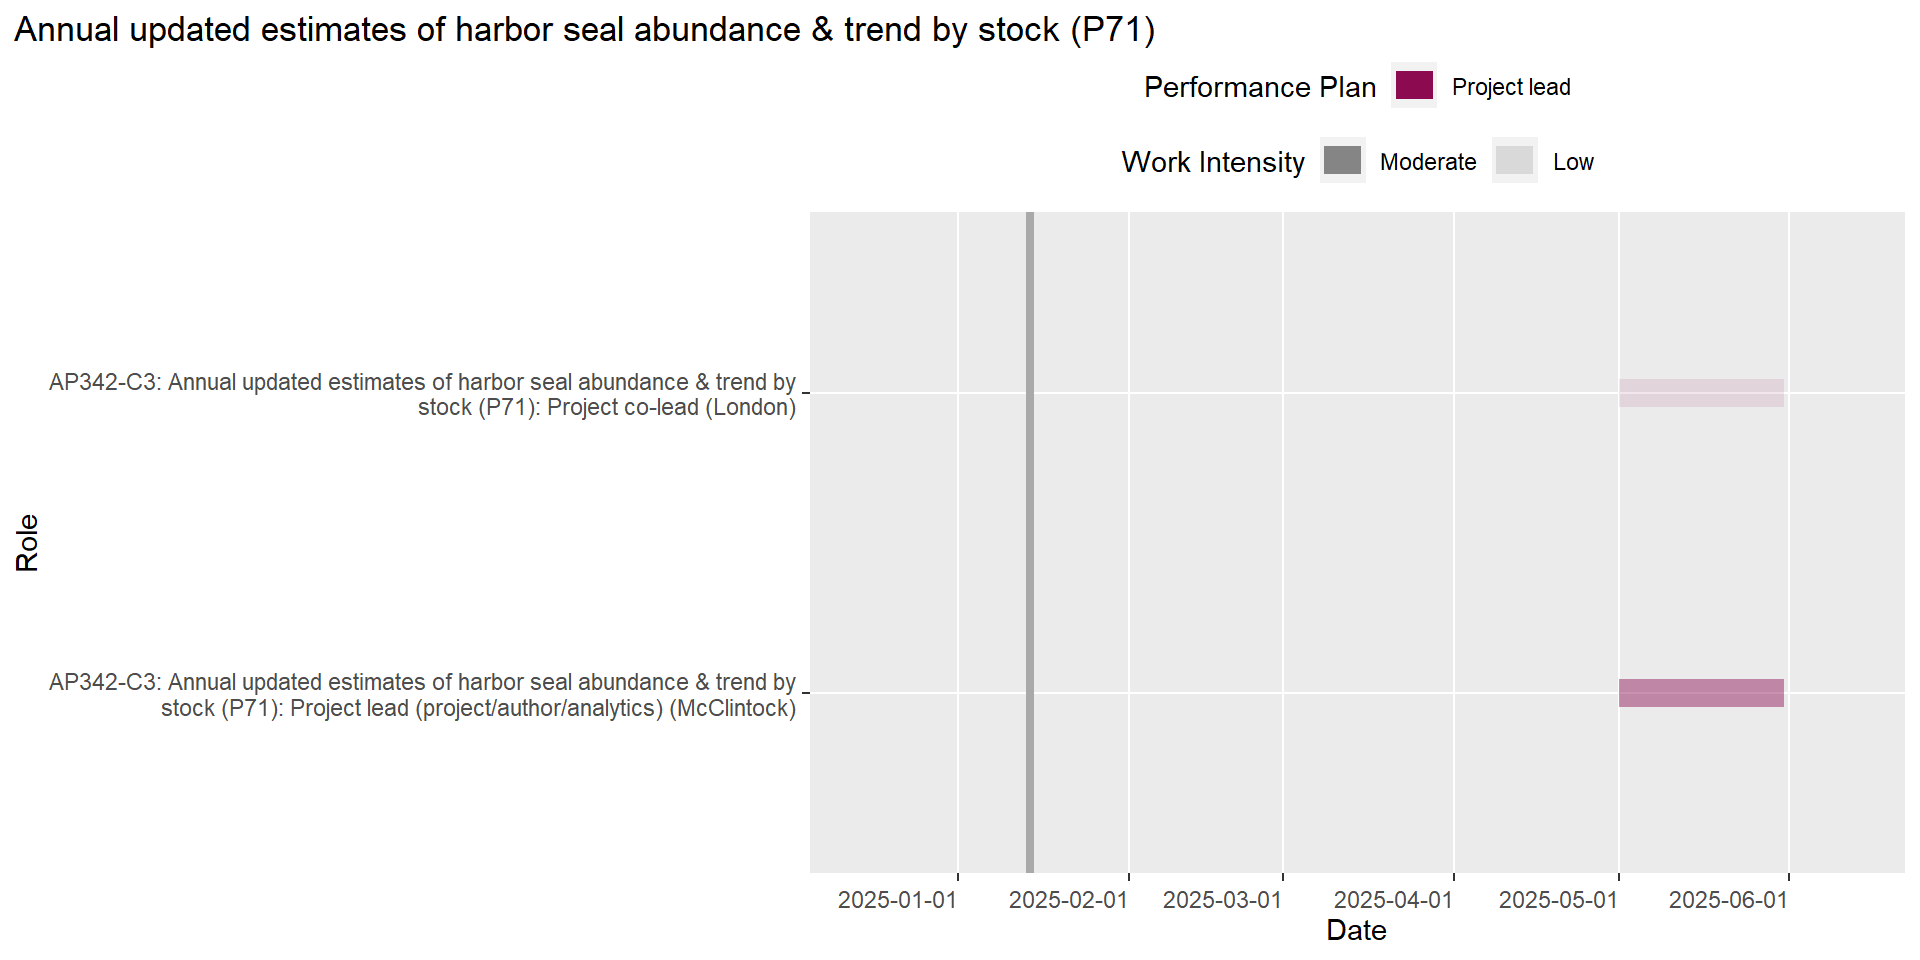 Annual updated estimates of harbor seal abundance & trend by stock (P71)
Performance Plan Project lead
Work Intensity Moderate Low
AP342-C3: Annual updated estimates of harbor seal abundance & trend by
stock (P71): Project co-lead (London)
Role
AP342-C3: Annual updated estimates of harbor seal abundance & trend by
stock (P71): Project lead (project/author/analytics) (McClintock)
2025-01-01 2025-02-01 2025-03-01 2025-04-01 2025-05-01 2025-06-01
Date